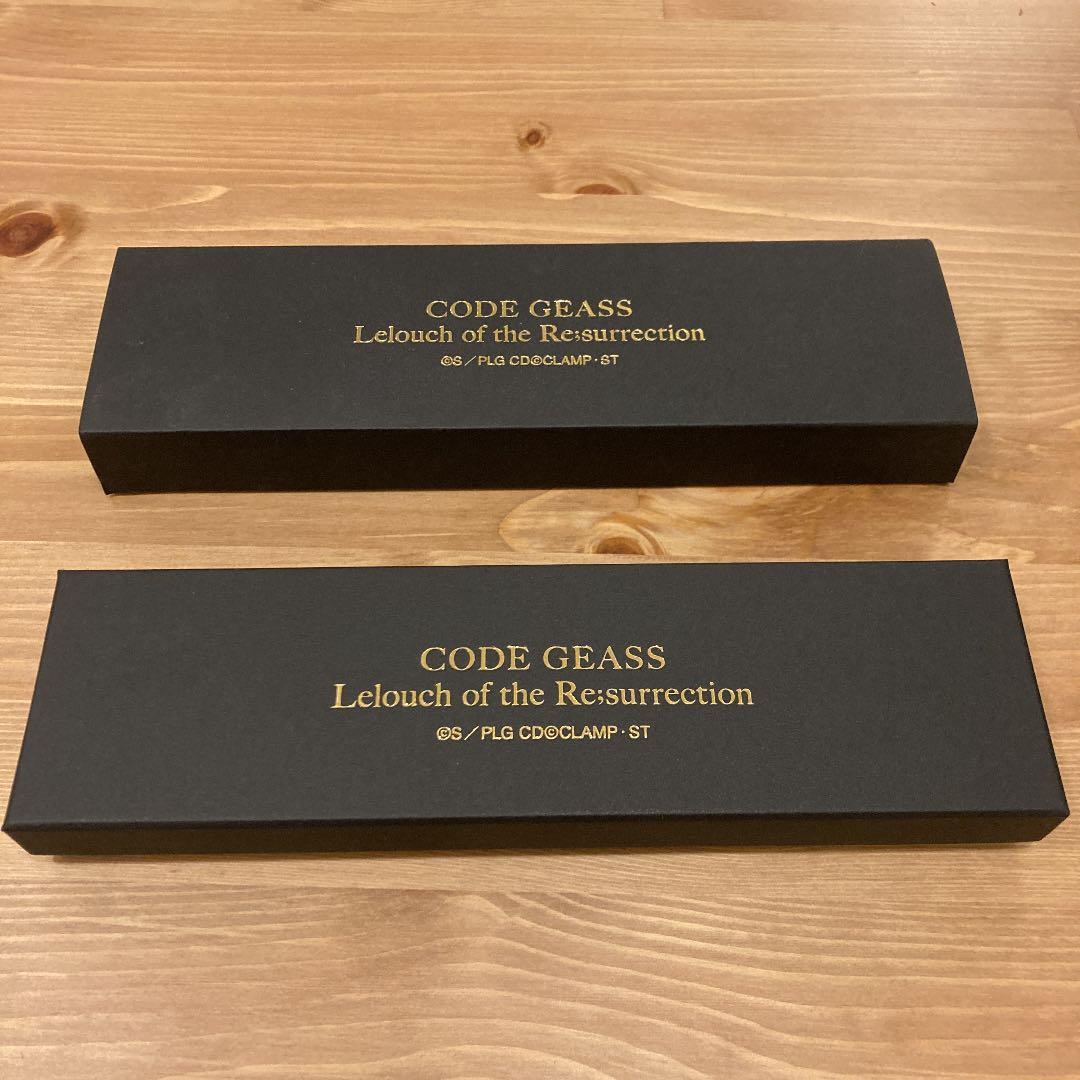 CODE GEASS
Lelouch of the Re;surrection
©S／PLG CD©CLAMP・ST
CODE GEASS
Lelouch of the Re;surrection
©S／PLG CD©CLAMP・ST